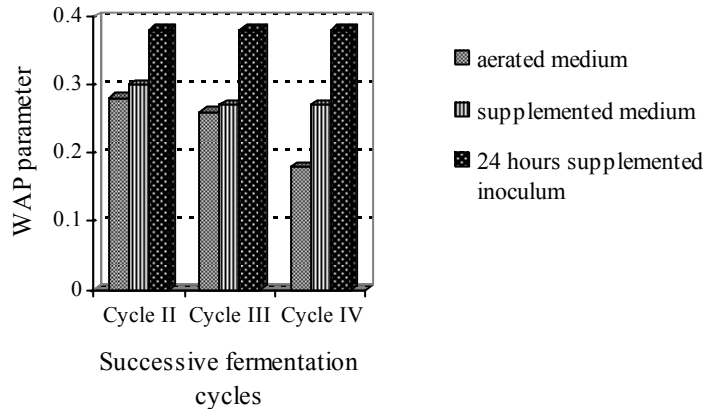 WAP parameter
0.4
0.3
0.2
0.1
0
Cycle II Cycle III Cycle IV
Successive fermentation
cycles
aerated medium
supplemented medium
24 hours supplemented
inoculum